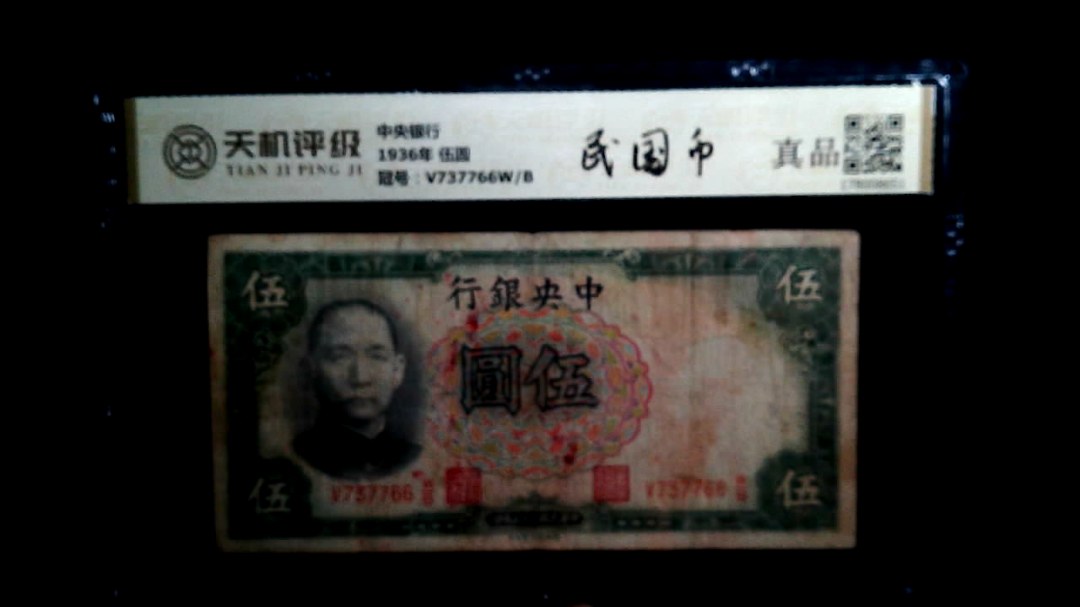 天机评级
TIAN JI PING JI
中央银行
1936年 伍圆
冠号:V737766W/B
民国币
真品
伍
行銀央中
伍
圓伍
V737766
V737766
伍
伍